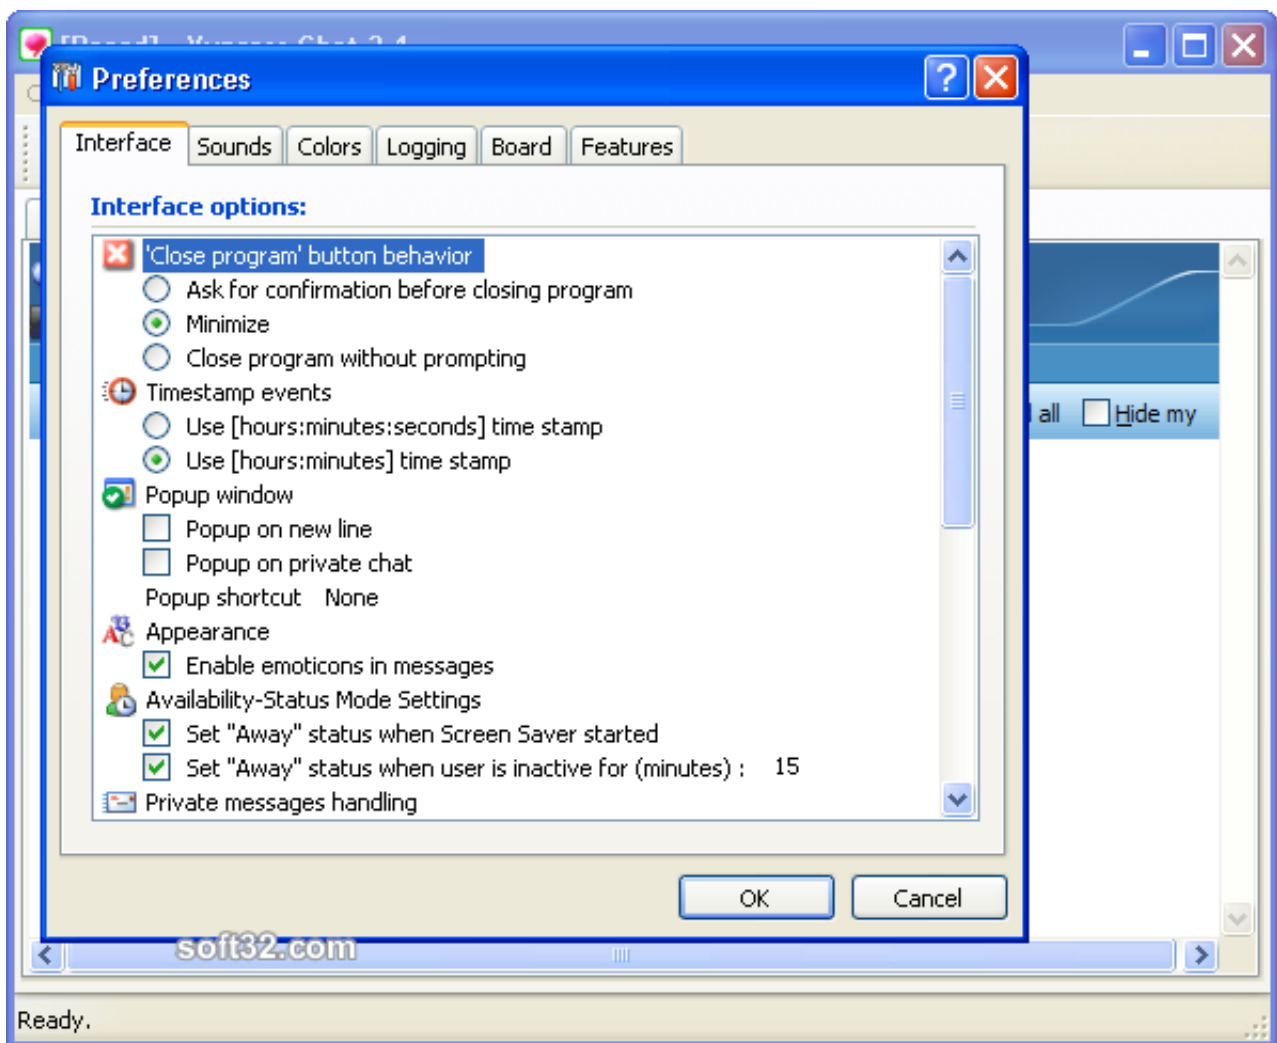 Preferences
Interface Sounds Colors Logging Board Features
Interface options:
'Close program' button behavior
Ask for confirmation before closing program
Minimize
Close program without prompting
Timestamp events
Use [hours:minutes:seconds] time stamp
Use [hours:minutes] time stamp
all Hide my
Popup window
Popup on new line
Popup on private chat
Popup shortcut None
Appearance
Enable emoticons in messages
Availability-Status Mode Settings
Set "Away" status when Screen Saver started
Set "Away" status when user is inactive for (minutes) : 15
Private messages handling
OK Cancel
soft32.com
Ready.